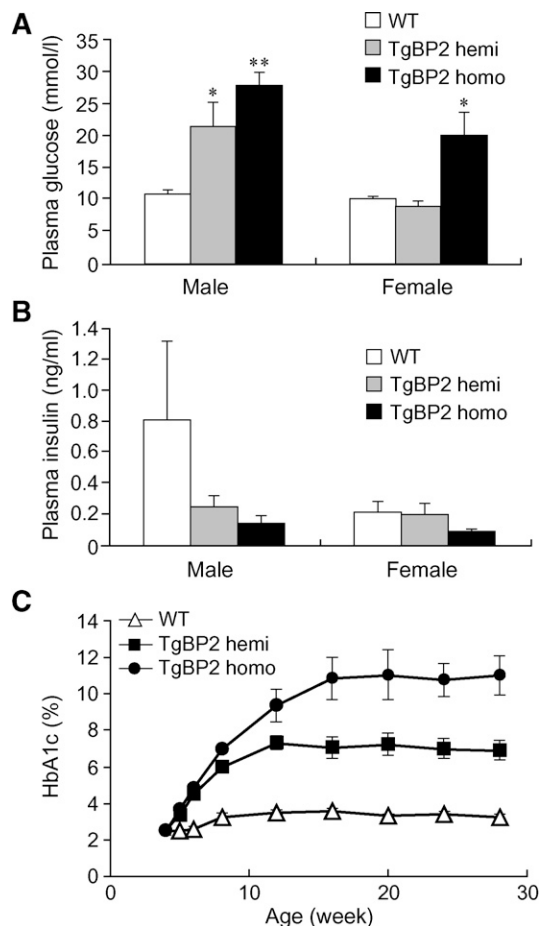 A
Plasma glucose (mmol/l)
35
30
25
20
15
10
5
0
WT
TgBP2 hemi
TgBP2 homo
*
**
*
Male
Female
B
Plasma insulin (ng/ml)
1.4
1.2
1.0
0.8
0.6
0.4
0.2
0
WT
TgBP2 hemi
TgBP2 homo
Male
Female
C
HbA1c (%)
14
12
10
8
6
4
2
0
WT
TgBP2 hemi
TgBP2 homo
0
10
20
30
Age (week)